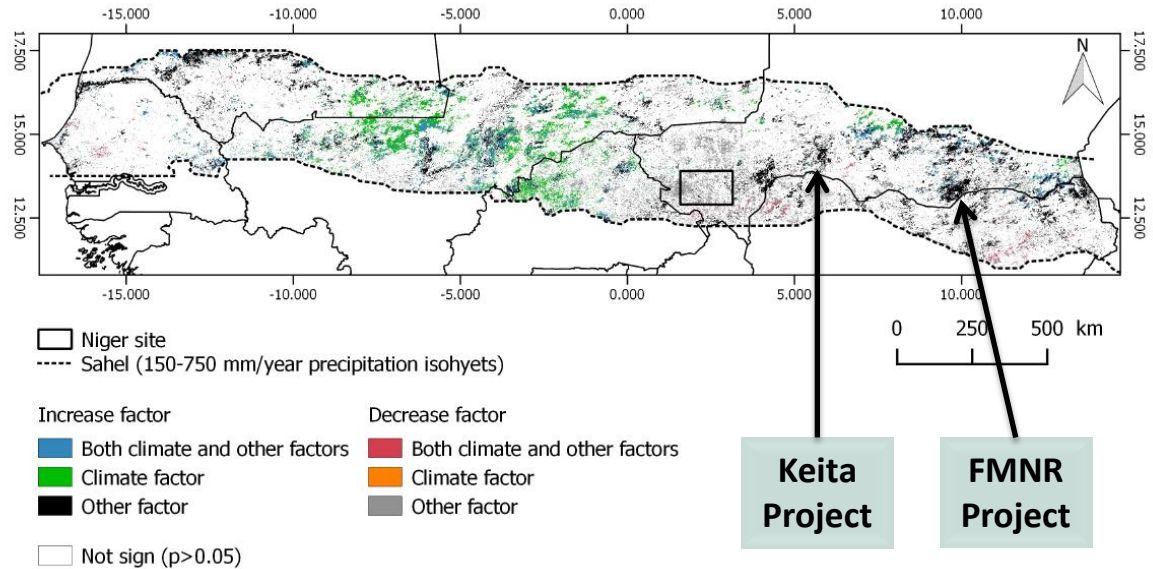 -15.000 -10.000 -5.000 0.000 5.000 10.000
17.500 17.500
N
15.000 15.000
12.500 12.500
-15.000 -10.000 -5.000 0.000 5.000 10.000
Niger site
Sahel (150-750 mm/year precipitation isohyets)
0 250 500 km
Increase factor
Both climate and other factors
Climate factor
Other factor
Decrease factor
Both climate and other factors
Climate factor
Other factor
Not sign (p>0.05)
Keita
Project
FMNR
Project